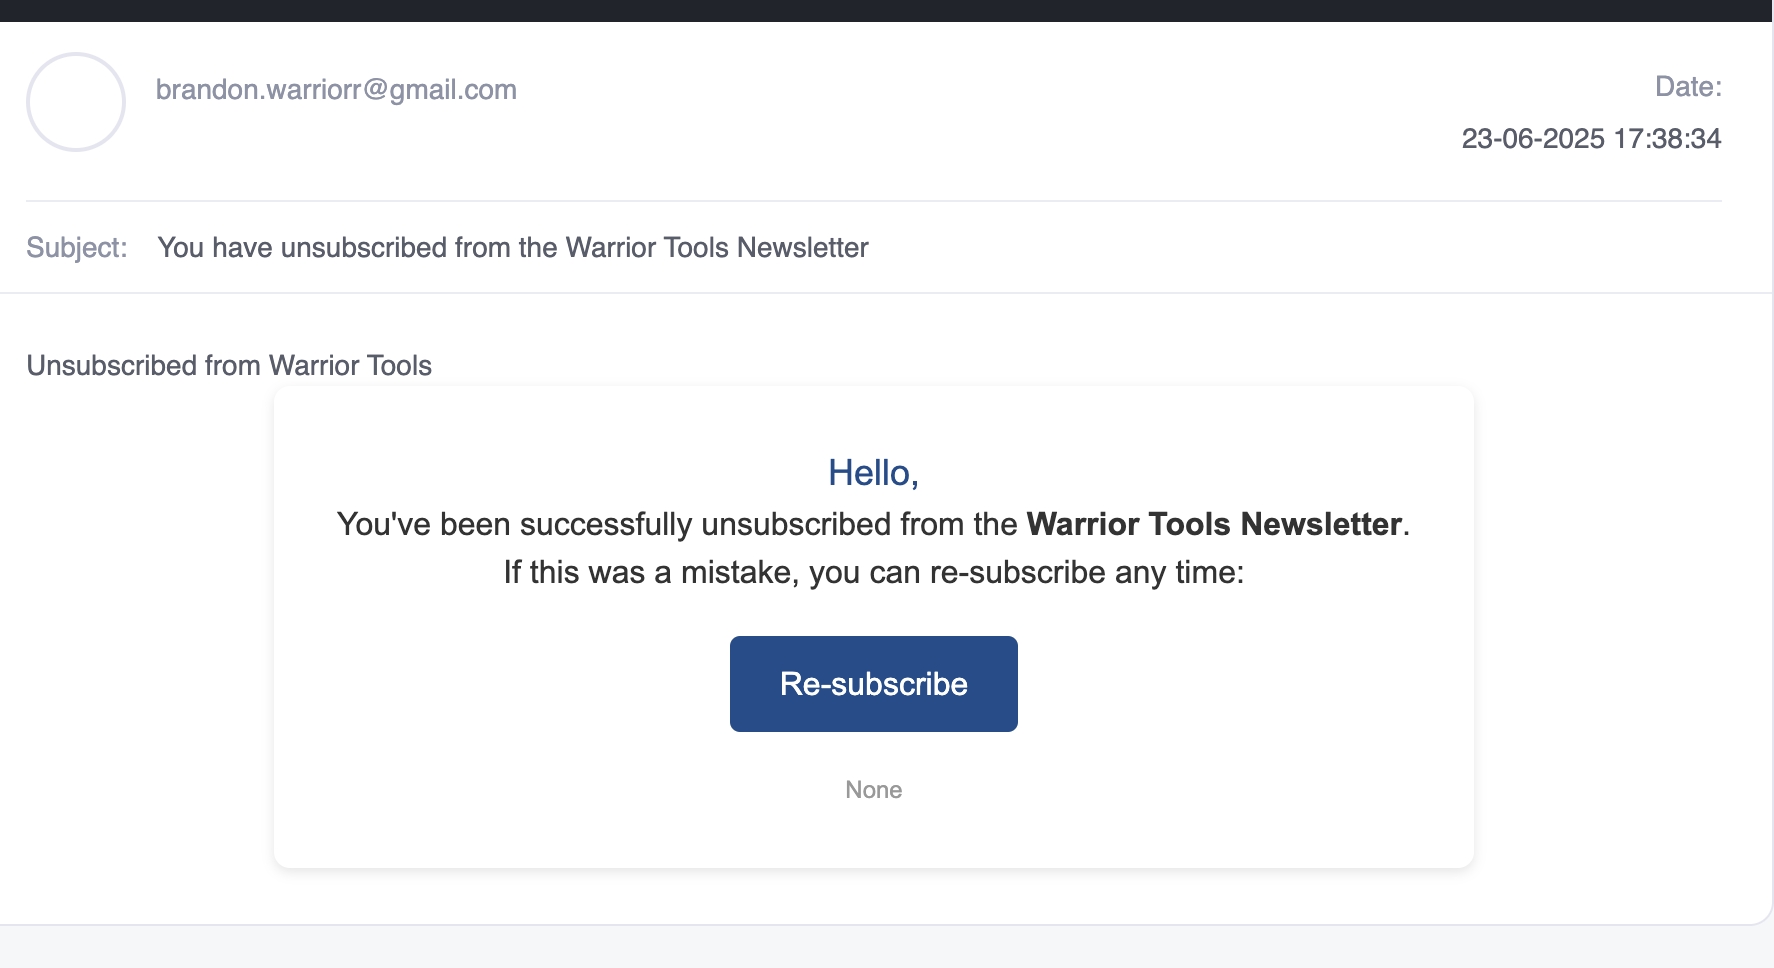 brandon.warriorr@gmail.com
Date:
23-06-2025 17:38:34
Subject: You have unsubscribed from the Warrior Tools Newsletter
Unsubscribed from Warrior Tools
Hello,
You've been successfully unsubscribed from the Warrior Tools Newsletter.
If this was a mistake, you can re-subscribe any time:
Re-subscribe
None